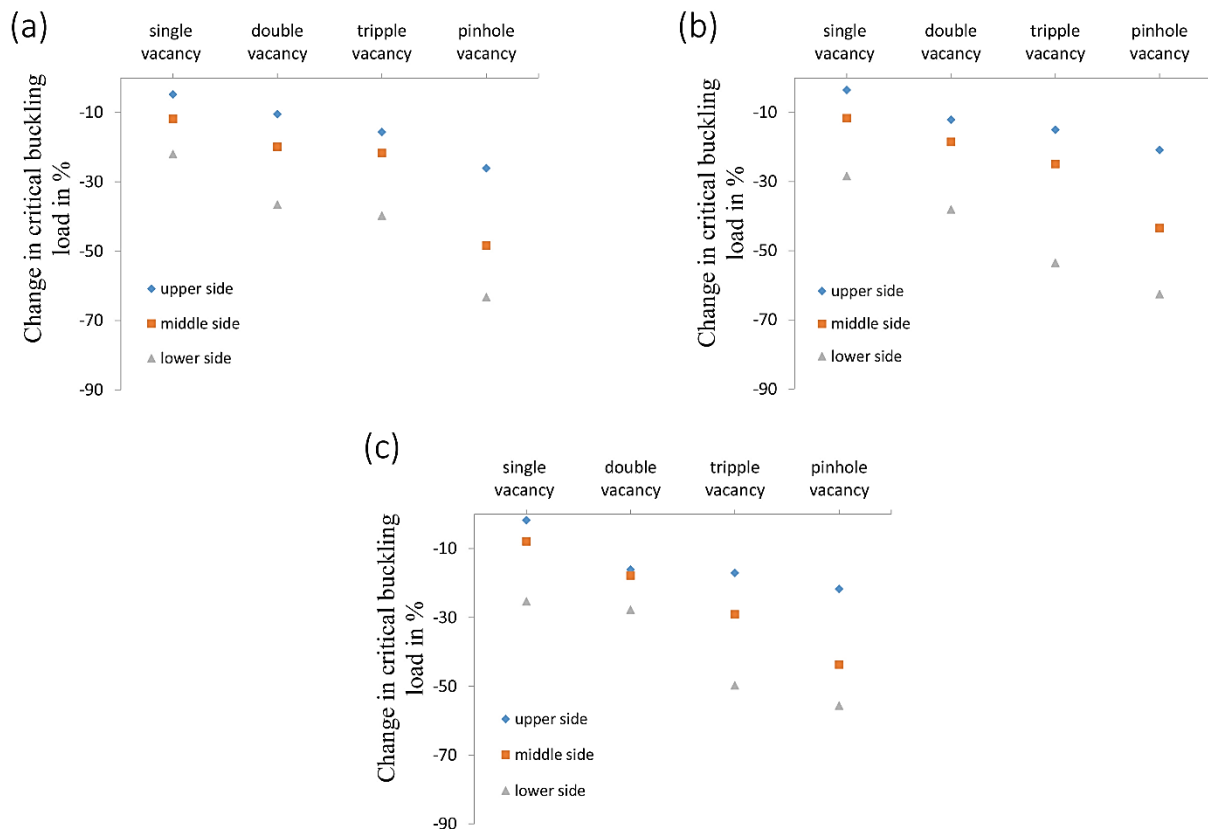 (a)
single double tripple pinhole
vacancy vacancy vacancy vacancy
Change in critical buckling
load in %
-10
-30
-50
-70
-90
upper side
middle side
lower side
(b)
single double tripple pinhole
vacancy vacancy vacancy vacancy
Change in critical buckling
load in %
-10
-30
-50
-70
-90
upper side
middle side
lower side
(c)
single double tripple pinhole
vacancy vacancy vacancy vacancy
Change in critical buckling
load in %
-10
-30
-50
-70
-90
upper side
middle side
lower side